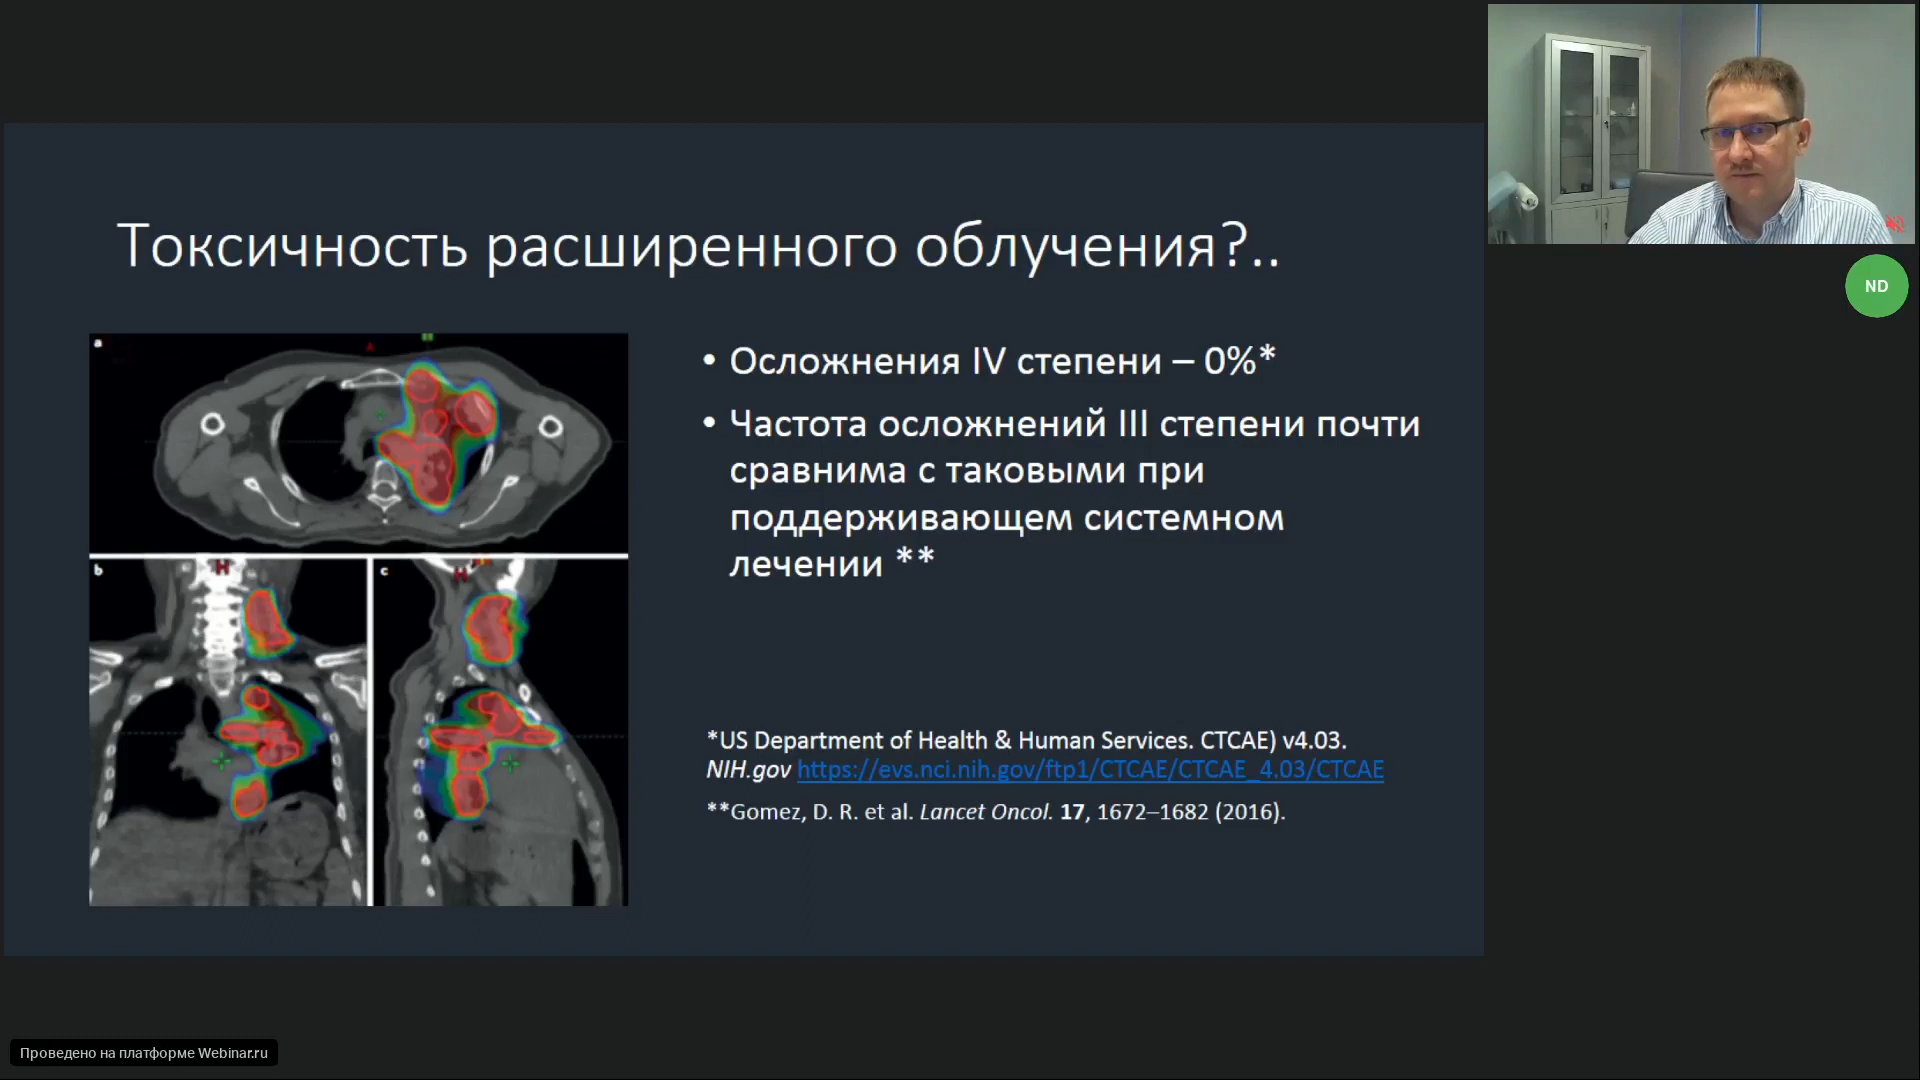 ND
Токсичность расширенного облучения?..
a
A
• Осложнения IV степени – 0%*
• Частота осложнений III степени почти
сравнима с таковыми при
поддерживающем системном
лечении **
b
H
c
H
*US Department of Health & Human Services. CTCAE) v4.03.
NIH.gov https://evs.nci.nih.gov/ftp1/CTCAE/CTCAE_4.03/CTCAE
**Gomez, D. R. et al. Lancet Oncol. 17, 1672–1682 (2016).
Проведено на платформе Webinar.ru